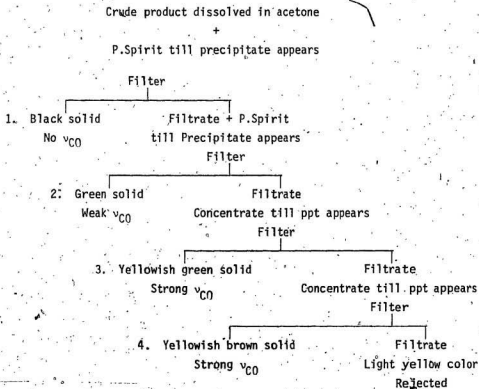 Crude product dissolved in acetone
+
P.Spirit till precipitate appears
Filter
1. Black solid Filtrate + P.Spirit
No νCO till Precipitate appears
Filter
2: Green solid Filtrate
Weak νCO Concentrate till ppt appears
Filter
3. Yellowish green solid Filtrate
Strong νCO Concentrate till ppt appears
Filter
4. Yellowish brown solid Filtrate
Strong νCO Light yellow color
Rejected